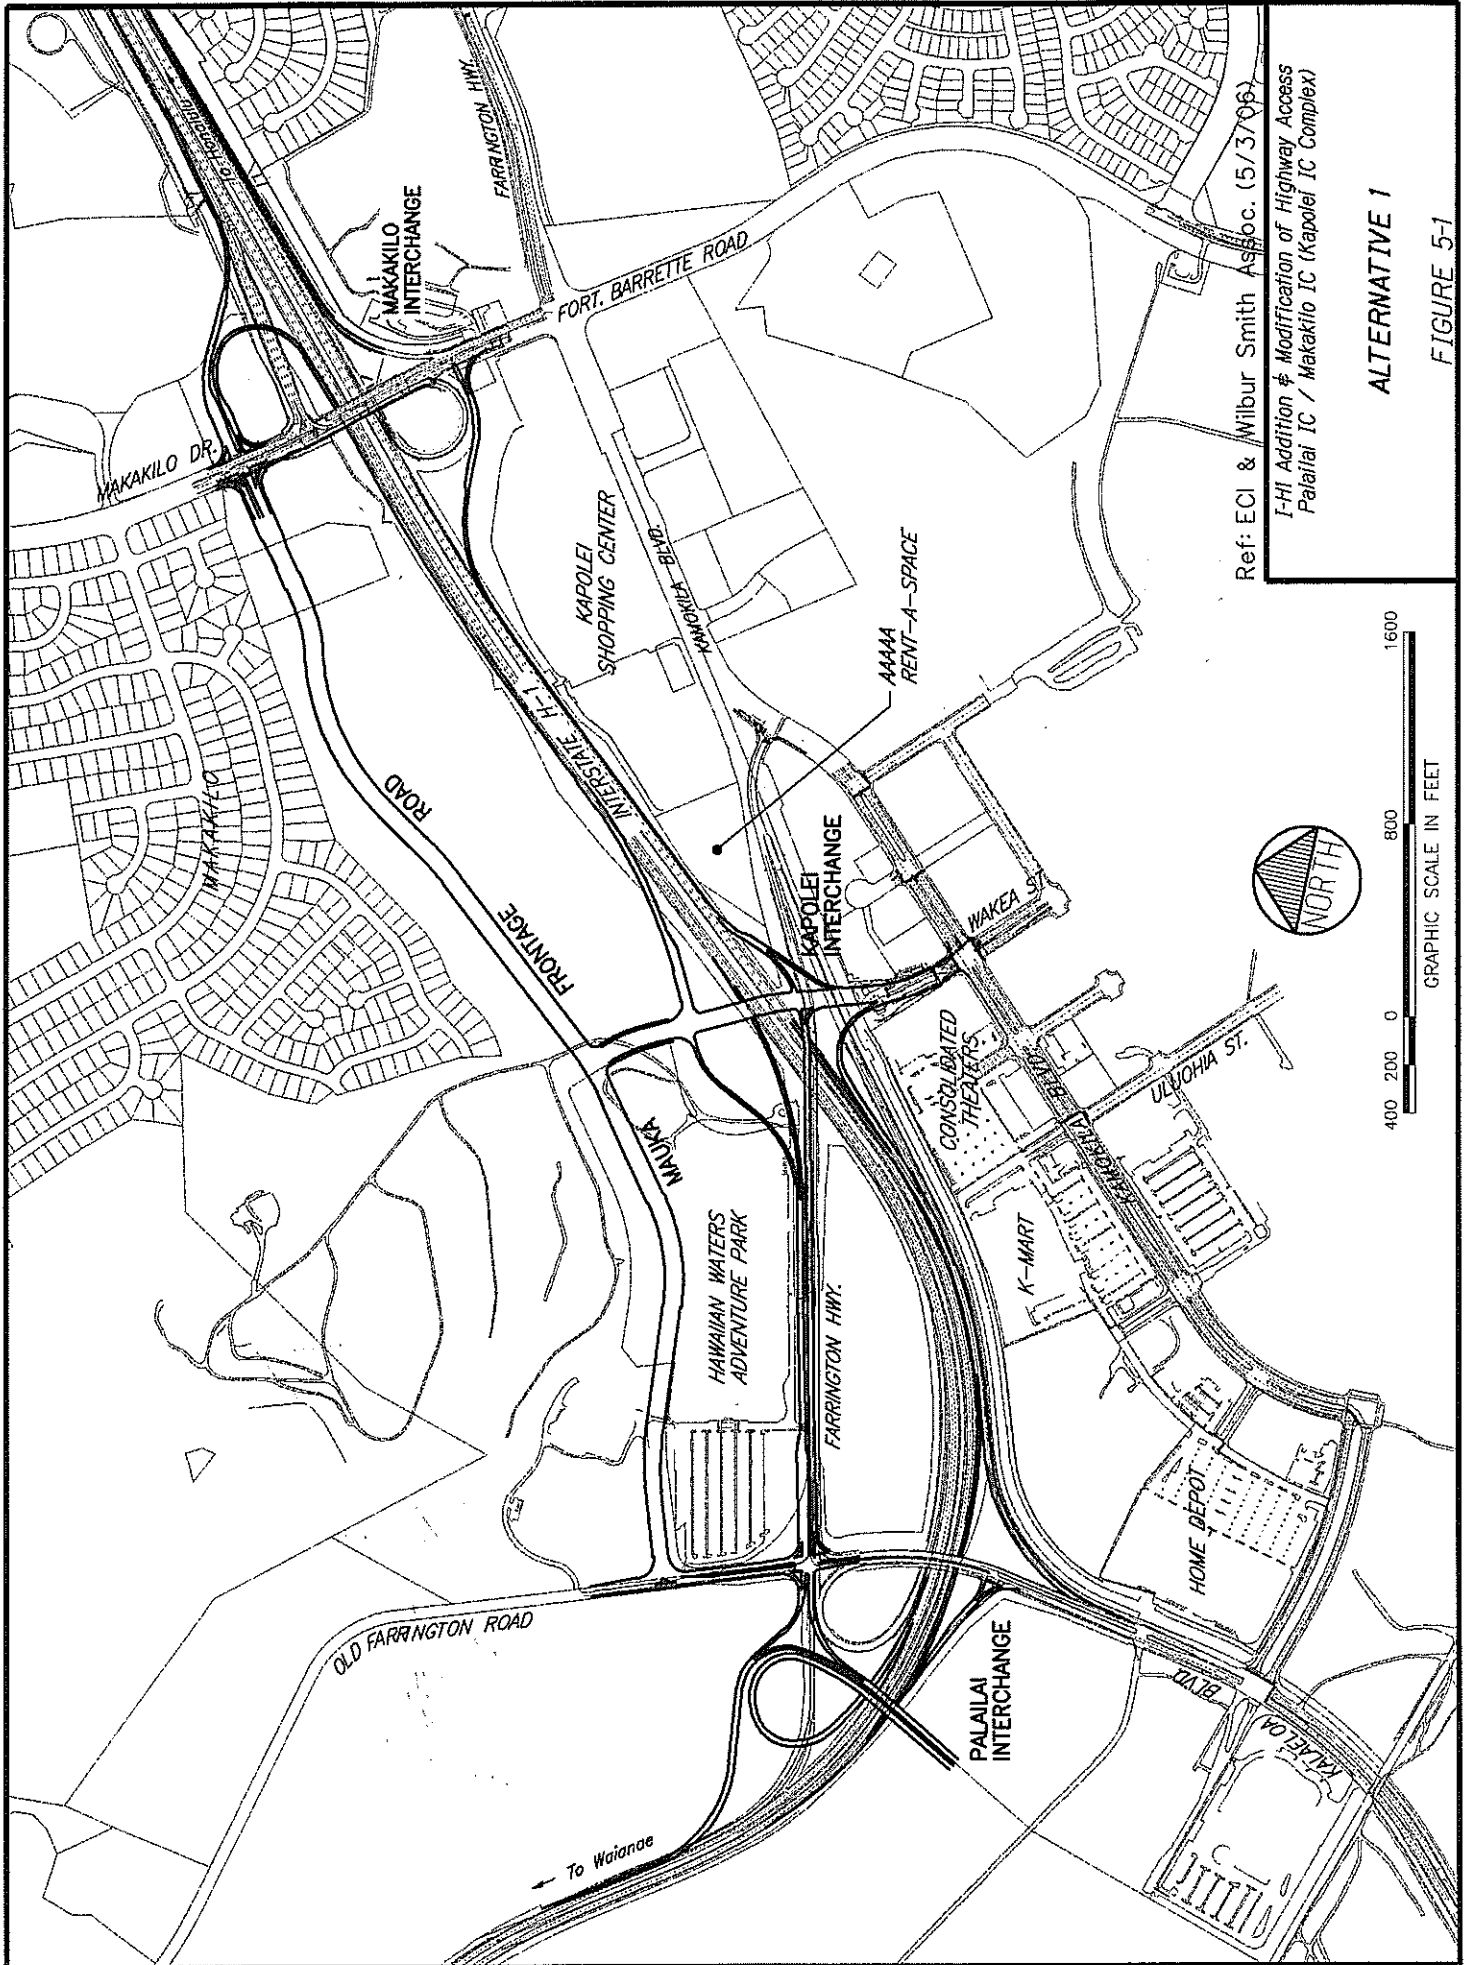 To Honolulu
FARRINGTON HWY.
MAKAKILO
INTERCHANGE
FORT. BARRETTE ROAD
MAKAKILO DR.
KAPOLEI
SHOPPING CENTER
KAMOKILA BLVD.
AAAAA
RENT-A-SPACE
INTERSTATE H-1
MAKAKILO
MAUKA FRONTAGE ROAD
KAPOLEI
INTERCHANGE
WAKEA ST.
CONSOLIDATED
THEATERS
KAMOKILA BLVD.
ULUOHIA ST.
K-MART
HAWAIIAN WATERS
ADVENTURE PARK
FARRINGTON HWY.
HOME DEPOT
OLD FARRINGTON ROAD
PALAILAI
INTERCHANGE
KALAELOA BLVD.
To Waianae
NORTH
400 200 0 800 1600
GRAPHIC SCALE IN FEET
Ref: ECI & Wilbur Smith Assoc. (5/3/06)
I-H1 Addition & Modification of Highway Access
Palailai IC / Makakilo IC (Kapolei IC Complex)
ALTERNATIVE 1
FIGURE 5-1